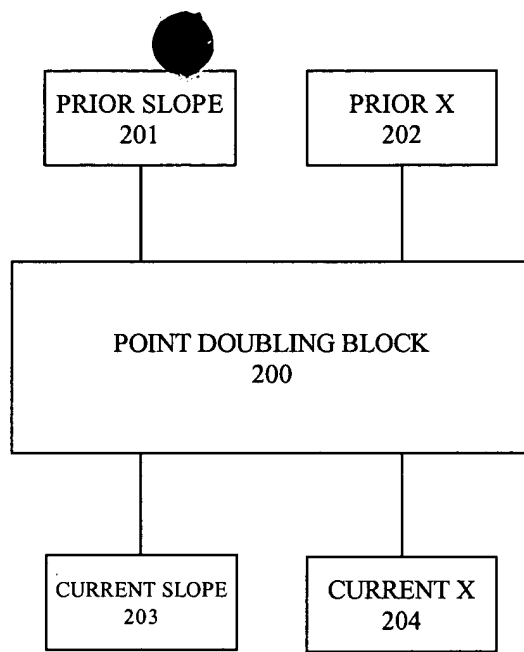 PRIOR SLOPE
201
PRIOR X
202
POINT DOUBLING BLOCK
200
CURRENT SLOPE
203
CURRENT X
204